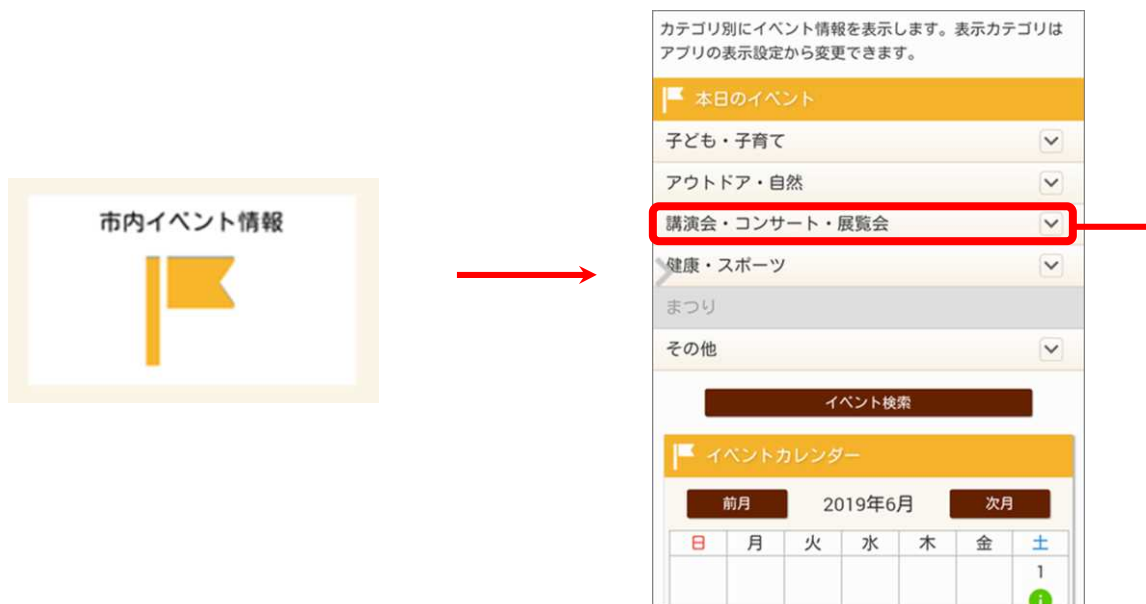 市内イベント情報
カテゴリ別にイベント情報を表示します。表示カテゴリは
アプリの表示設定から変更できます。
本日のイベント
子ども・子育て
アウトドア・自然
講演会・コンサート・展覧会
健康・スポーツ
まつり
その他
イベント検索
イベントカレンダー
前月 2019年6月 次月
日 月 火 水 木 金 土
1
i